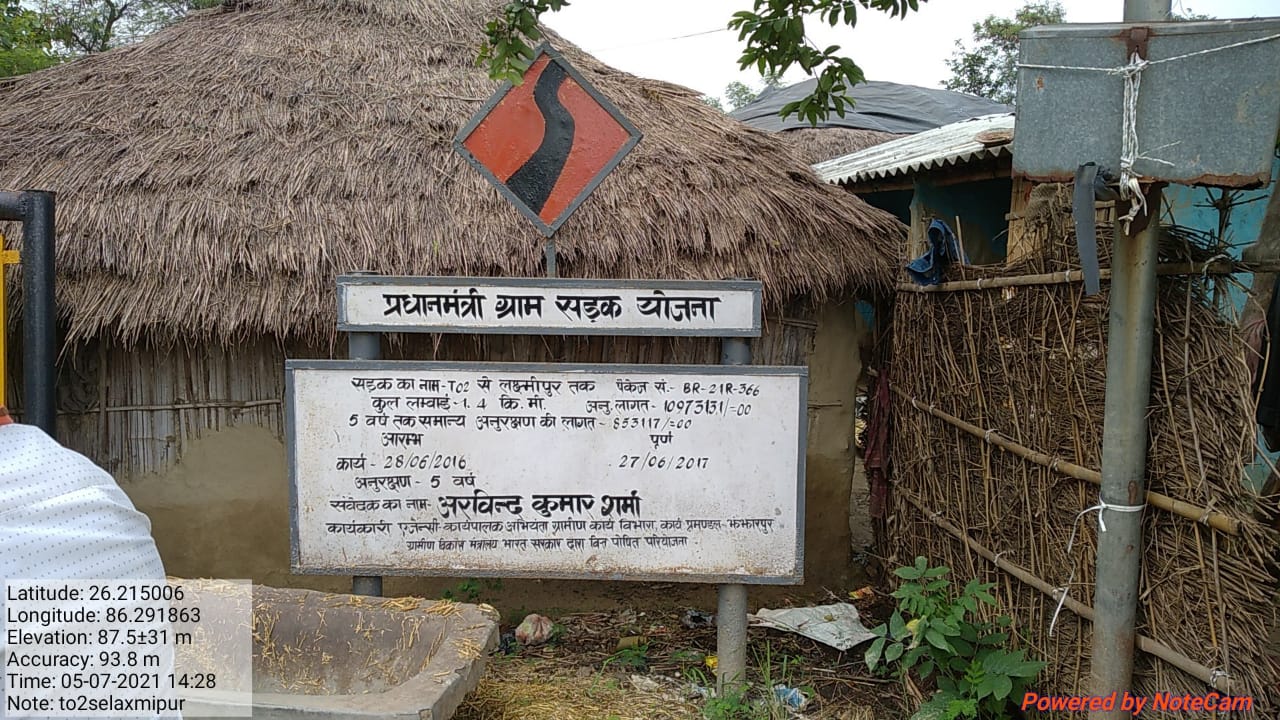 प्रधानमंत्री ग्राम सड़क योजना
सड़क का नाम-T02 से लक्ष्मीपुर तक पैकेज सं.- BR-21R-366
कुल लम्बाई-1.4 कि.मी. अनु.लागत-10973131/=00
5 वर्ष तक समान्य अनुरक्षण की लागत-853117/=00
आरम्भ पूर्ण
कार्य - 28/06/2016 27/06/2017
अनुरक्षण - 5 वर्ष
संवेदक का नाम- अरविन्द कुमार शर्मा
कार्यकारी एजेन्सी-कार्यपालक अभियंता ग्रामीण कार्य विभाग, कार्य प्रमण्डल-झंझारपुर
ग्रामीण विकास मंत्रालय भारत सरकार द्वारा वित पोषित परियोजना
Latitude: 26.215006
Longitude: 86.291863
Elevation: 87.5±31 m
Accuracy: 93.8 m
Time: 05-07-2021 14:28
Note: to2selaxmipur
Powered by NoteCam